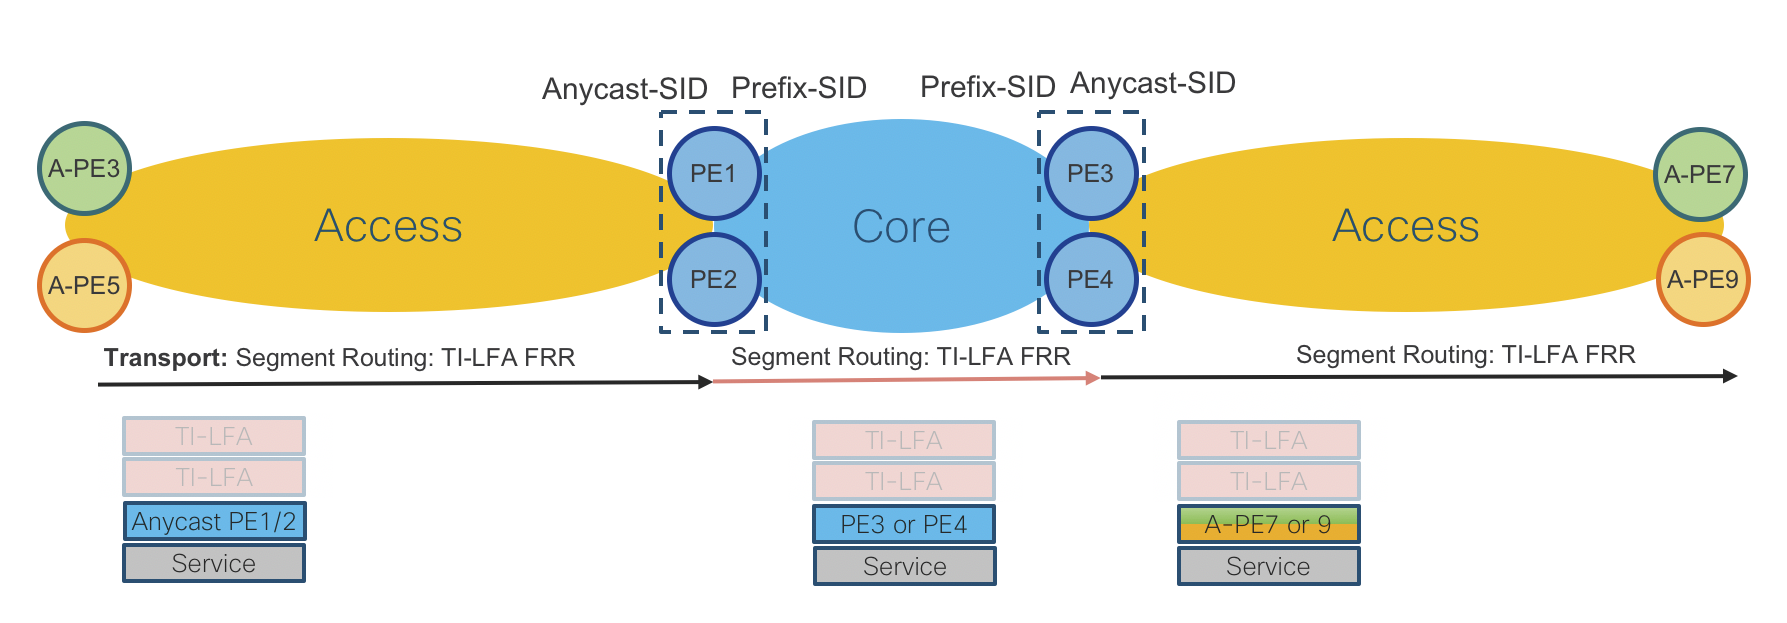 Anycast-SID Prefix-SID Prefix-SID Anycast-SID
A-PE3 PE1 PE3 A-PE7
Access Core Access
A-PE5 PE2 PE4 A-PE9
Transport: Segment Routing: TI-LFA FRR Segment Routing: TI-LFA FRR Segment Routing: TI-LFA FRR
TI-LFA TI-LFA TI-LFA
TI-LFA TI-LFA TI-LFA
Anycast PE1/2 PE3 or PE4 A-PE7 or 9
Service Service Service